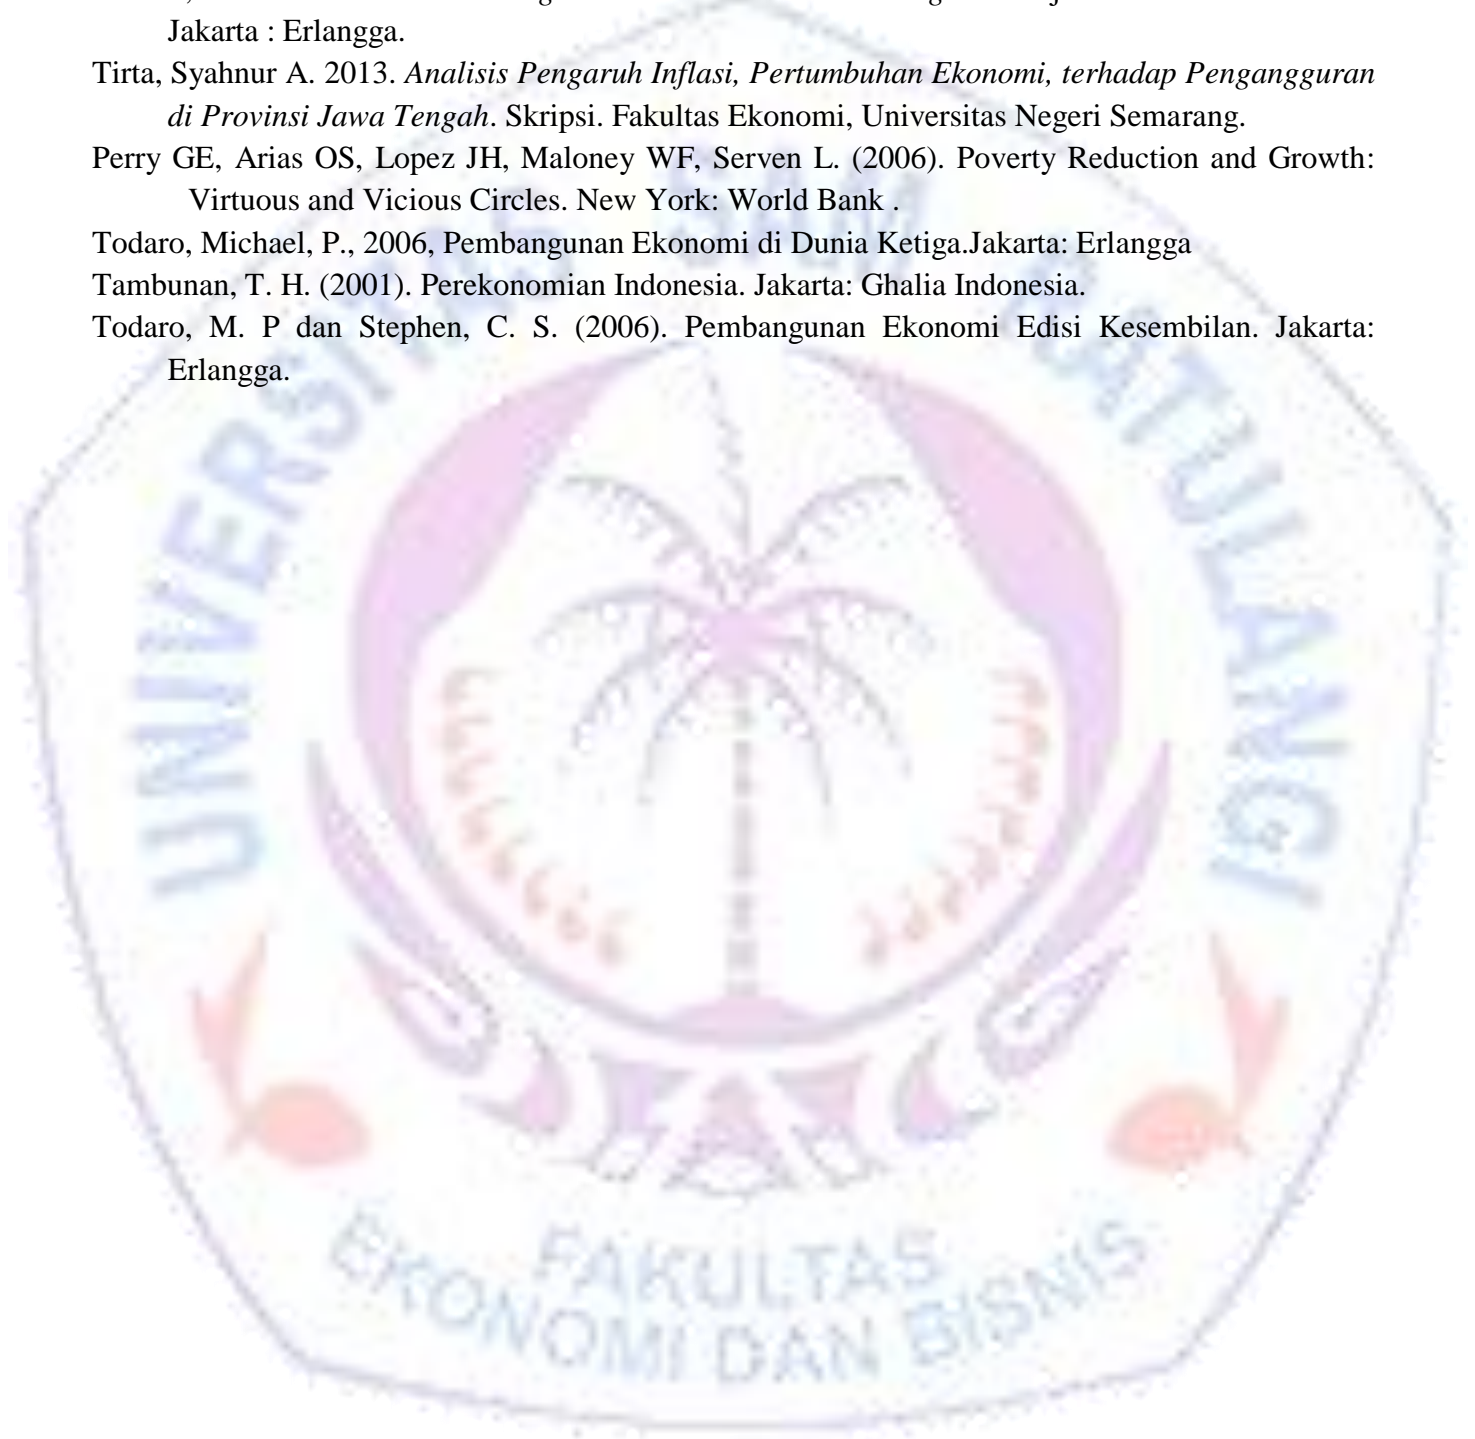 Jakarta : Erlangga.
Tirta, Syahnur A. 2013. Analisis Pengaruh Inflasi, Pertumbuhan Ekonomi, terhadap Pengangguran
di Provinsi Jawa Tengah. Skripsi. Fakultas Ekonomi, Universitas Negeri Semarang.
Perry GE, Arias OS, Lopez JH, Maloney WF, Serven L. (2006). Poverty Reduction and Growth:
Virtuous and Vicious Circles. New York: World Bank .
Todaro, Michael, P., 2006, Pembangunan Ekonomi di Dunia Ketiga.Jakarta: Erlangga
Tambunan, T. H. (2001). Perekonomian Indonesia. Jakarta: Ghalia Indonesia.
Todaro, M. P dan Stephen, C. S. (2006). Pembangunan Ekonomi Edisi Kesembilan. Jakarta:
Erlangga.
UNIVERSITAS SAM RATULANGI
FAKULTAS
EKONOMI DAN BISNIS